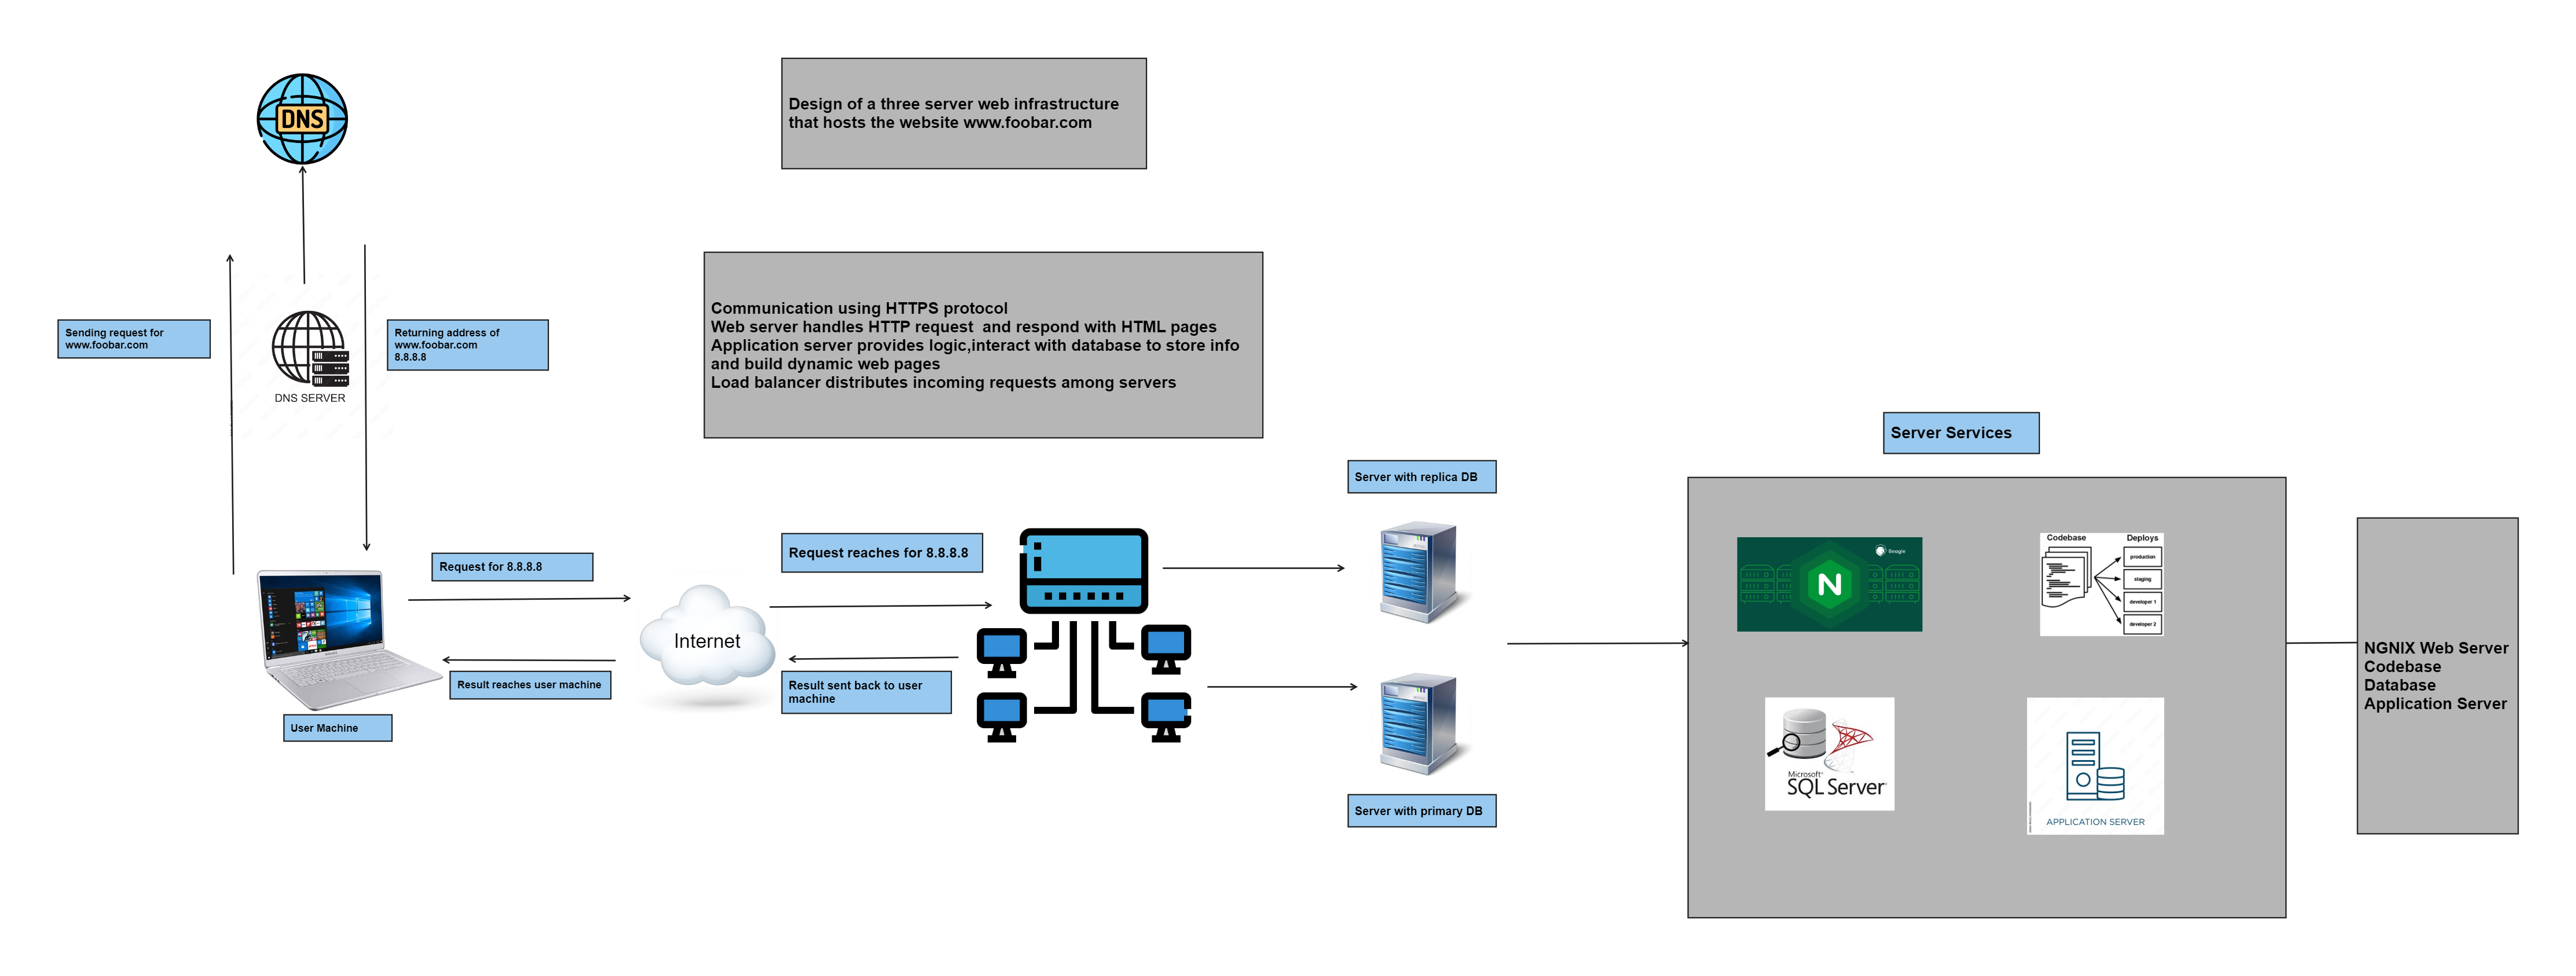 DNS
Design of a three server web infrastructure
that hosts the website www.foobar.com
Sending request for
www.foobar.com
DNS SERVER
Returning address of
www.foobar.com
8.8.8.8
Communication using HTTPS protocol
Web server handles HTTP request  and respond with HTML pages
Application server provides logic,interact with database to store info
and build dynamic web pages
Load balancer distributes incoming requests among servers
Server Services
Server with replica DB
Request for 8.8.8.8
Request reaches for 8.8.8.8
Internet
Result reaches user machine
Result sent back to user
machine
User Machine
Server with primary DB
N
Beagle
Codebase
Deploys
production
staging
developer 1
developer 2
Microsoft
SQL Server
APPLICATION SERVER
NGNIX Web Server
Codebase
Database
Application Server